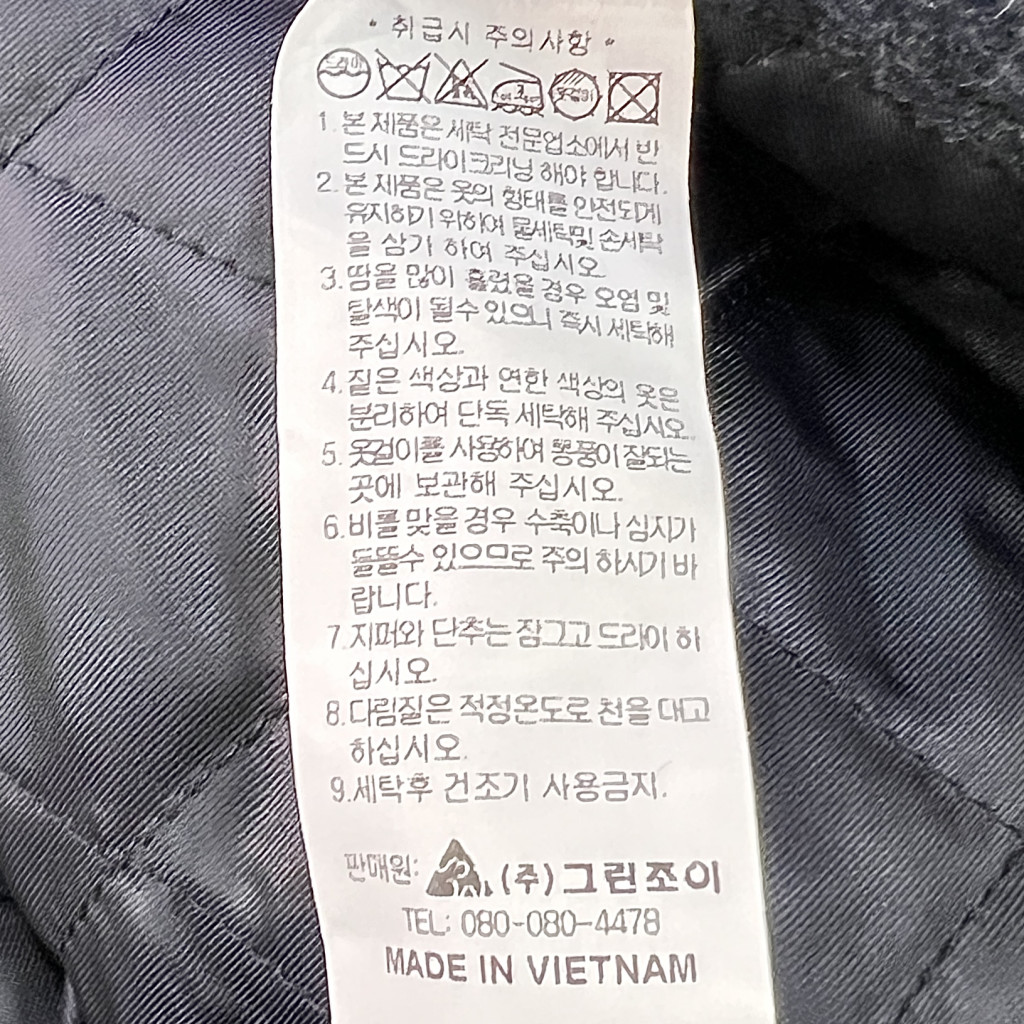 * 취급시 주의사항 *
드라이
옷걸이
1. 본 제품은 세탁 전문업소에서 반
드시 드라이크리닝 해야 합니다.
2. 본 제품은 옷의 형태를 안전되게
유지하기 위하여 물세탁및 손세탁
을 삼가 하여 주십시오.
3. 땀을 많이 흘렸을 경우 오염 및
탈색이 될수 있으니 즉시 세탁해
주십시오.
4. 짙은 색상과 연한 색상의 옷은
분리하여 단독 세탁해 주십시오.
5. 옷걸이를 사용하여 통풍이 잘되는
곳에 보관해 주십시오.
6. 비를 맞을 경우 수축이나 심지가
들뜰수 있으므로 주의 하시기 바
랍니다.
7. 지퍼와 단추는 잠그고 드라이 하
십시오.
8. 다림질은 적정온도로 천을 대고
하십시오.
9. 세탁후 건조기 사용금지.
판매원: (주)그린조이
TEL: 080-080-4478
MADE IN VIETNAM